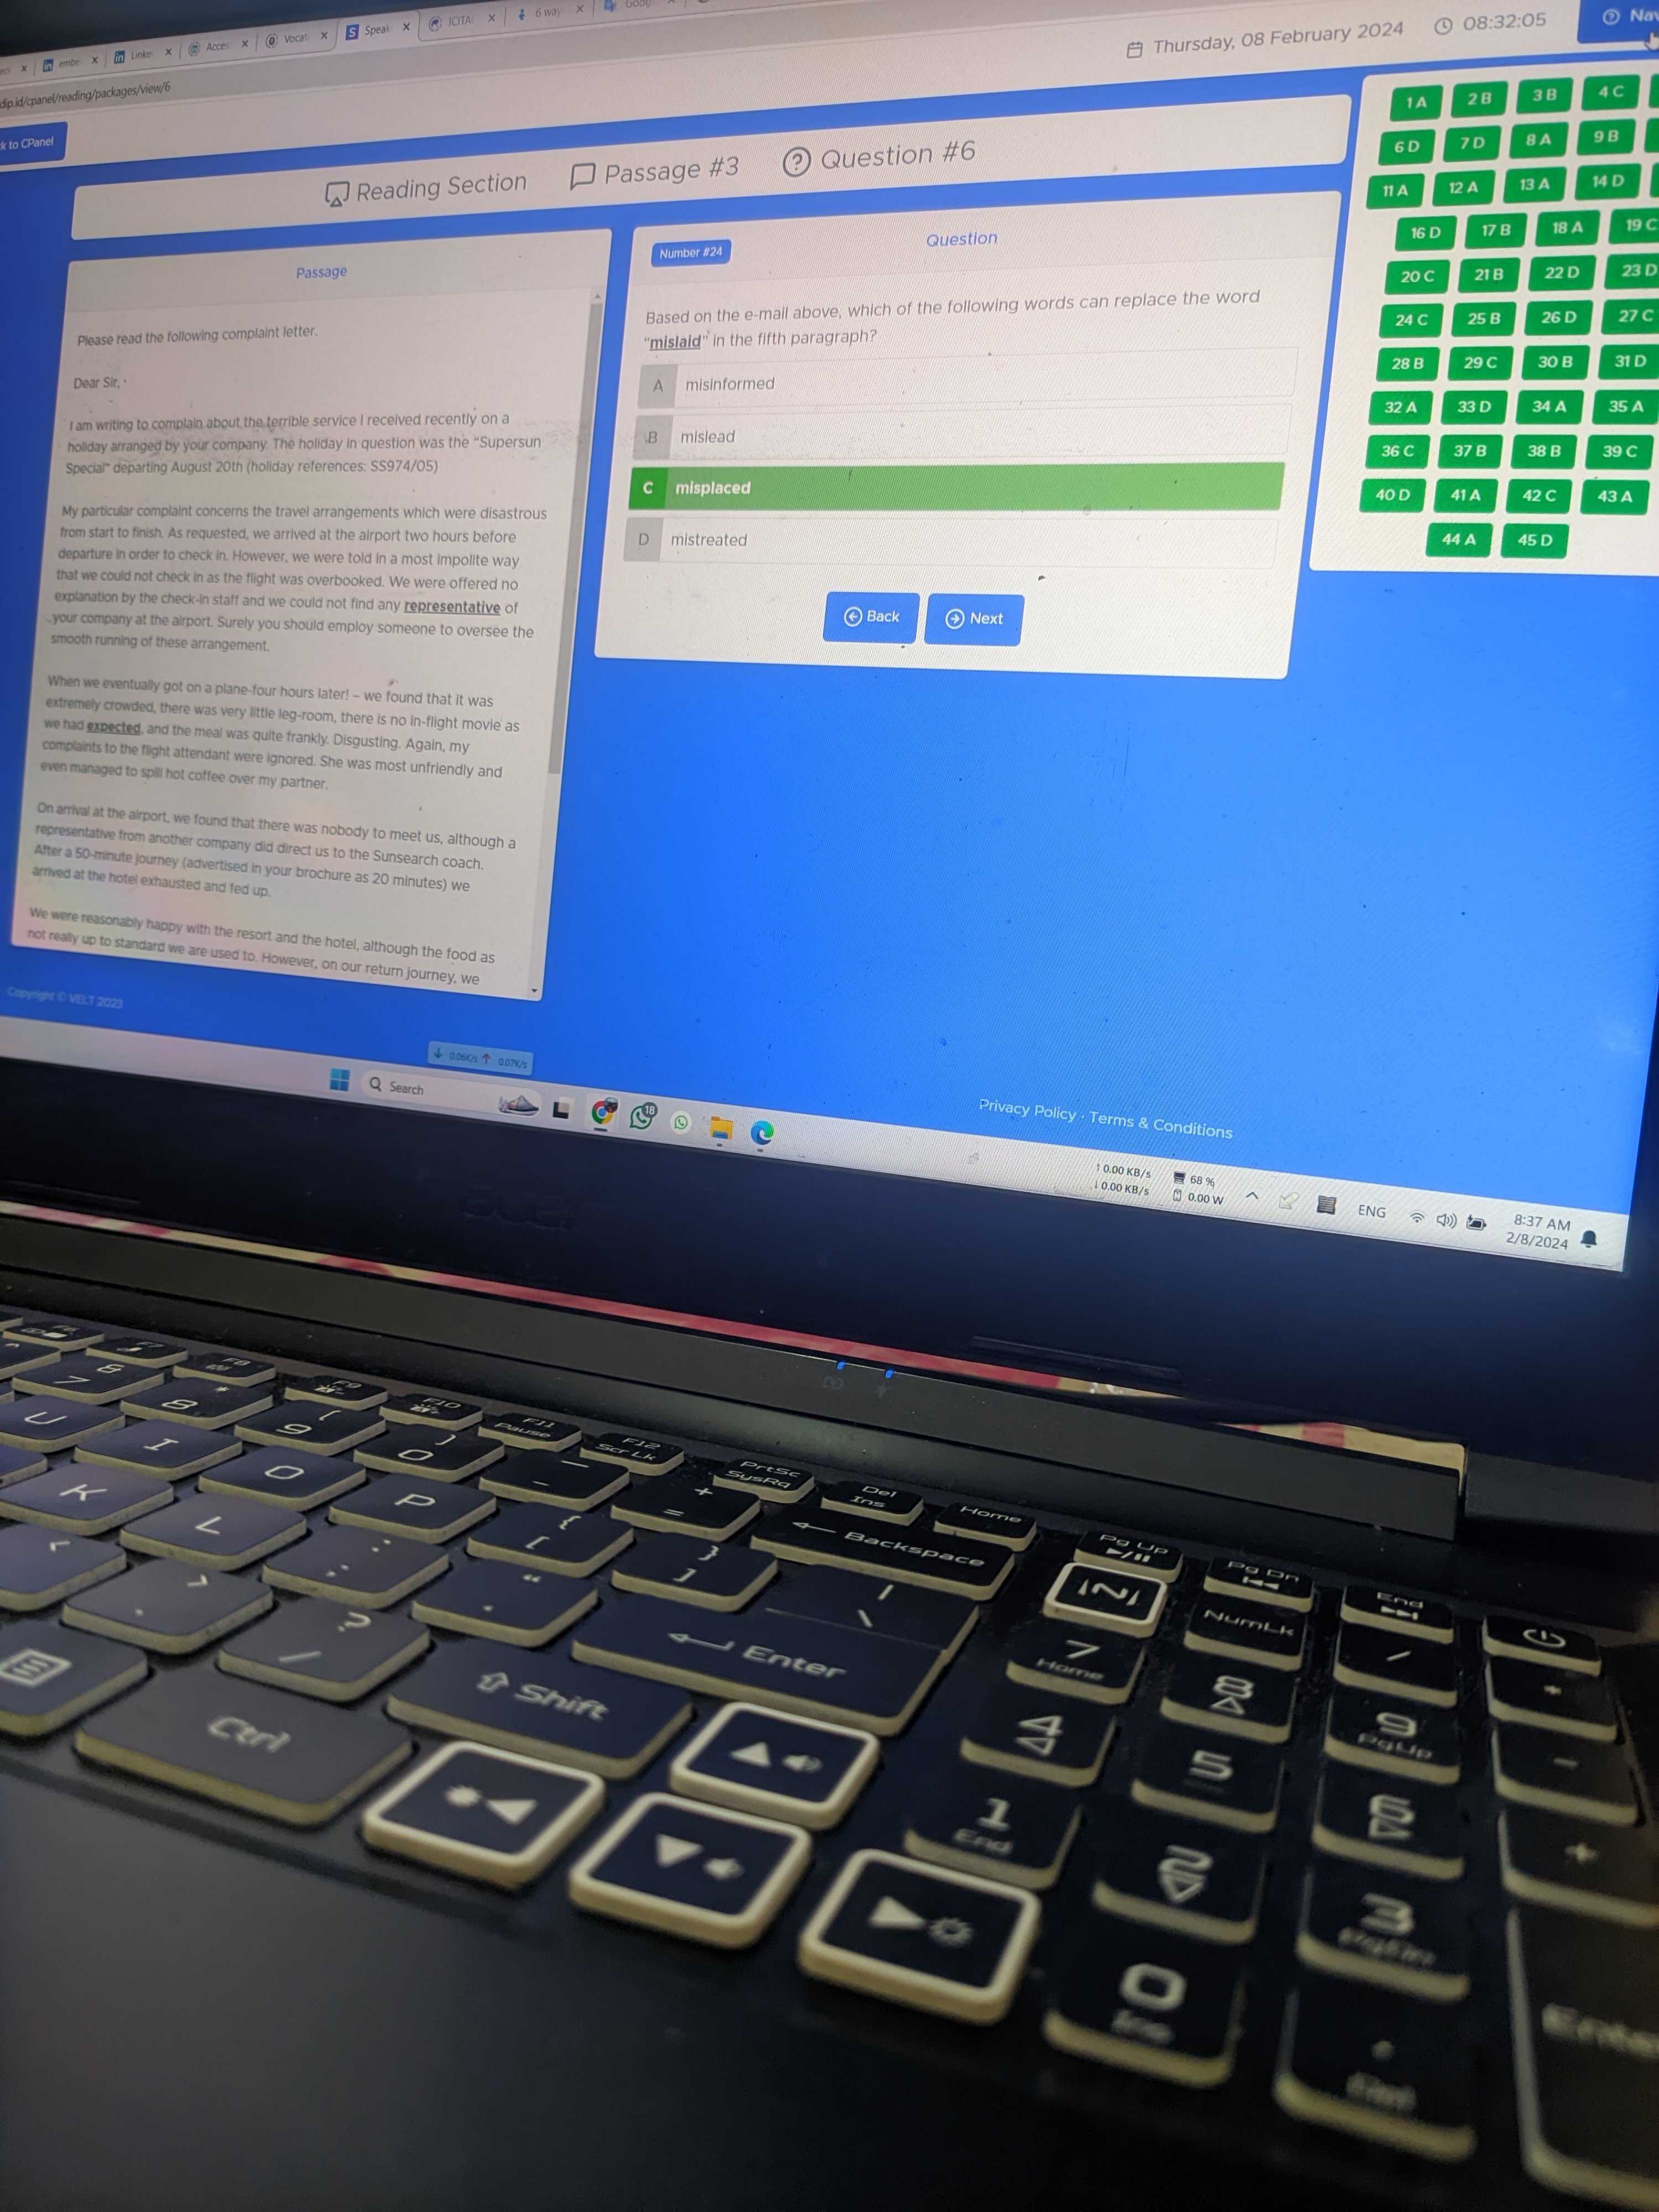 embe
Linke
Acces
Vocat
Speak
JCITA
6 way
Goog
dip.id/cpanel/reading/packages/view/6
Thursday, 08 February 2024 08:32:05
k to CPanel
Reading Section Passage #3 Question #6
Passage
Please read the following complaint letter.
Dear Sir,
I am writing to complain about the terrible service I received recently on a
holiday arranged by your company. The holiday in question was the "Supersun
Special" departing August 20th (holiday references: SS974/05)
My particular complaint concerns the travel arrangements which were disastrous
from start to finish. As requested, we arrived at the airport two hours before
departure in order to check in. However, we were told in a most impolite way
that we could not check in as the flight was overbooked. We were offered no
explanation by the check-in staff and we could not find any representative of
your company at the airport. Surely you should employ someone to oversee the
smooth running of these arrangement.
When we eventually got on a plane-four hours later! – we found that it was
extremely crowded, there was very little leg-room, there is no in-flight movie as
we had expected, and the meal was quite frankly. Disgusting. Again, my
complaints to the flight attendant were ignored. She was most unfriendly and
even managed to spill hot coffee over my partner.
On arrival at the airport, we found that there was nobody to meet us, although a
representative from another company did direct us to the Sunsearch coach.
After a 50-minute journey (advertised in your brochure as 20 minutes) we
arrived at the hotel exhausted and fed up.
We were reasonably happy with the resort and the hotel, although the food as
not really up to standard we are used to. However, on our return journey, we
Number #24
Question
Based on the e-mail above, which of the following words can replace the word
"mislaid" in the fifth paragraph?
A misinformed
B mislead
C misplaced
D mistreated
Back Next
1 A 2 B 3 B 4 C
6 D 7 D 8 A 9 B
11 A 12 A 13 A 14 D
16 D 17 B 18 A 19 C
20 C 21 B 22 D 23 D
24 C 25 B 26 D 27 C
28 B 29 C 30 B 31 D
32 A 33 D 34 A 35 A
36 C 37 B 38 B 39 C
40 D 41 A 42 C 43 A
44 A 45 D
Copyright © VELT 2023
Privacy Policy · Terms & Conditions
0.06K/s 0.07K/s
Search
18
↑ 0.00 KB/s
↓ 0.00 KB/s
68 %
0.00 W
ENG
8:37 AM
2/8/2024
F8 F9 F10 F11 Pause F12 Scr Lk PrtSc SysRq Del Ins Home Pg Up Pg Dn End
& 7 * 8 ( 9 ) 0 _ + = ← Backspace NumLk /
U I O P { [ } ] | \ 7 Home 8 9 PgUp +
K L : ; " ' Enter 4 5 6
< > . ? / Shift 1 End 2 3 PgDn
Ctrl 0 Ins . Del Enter